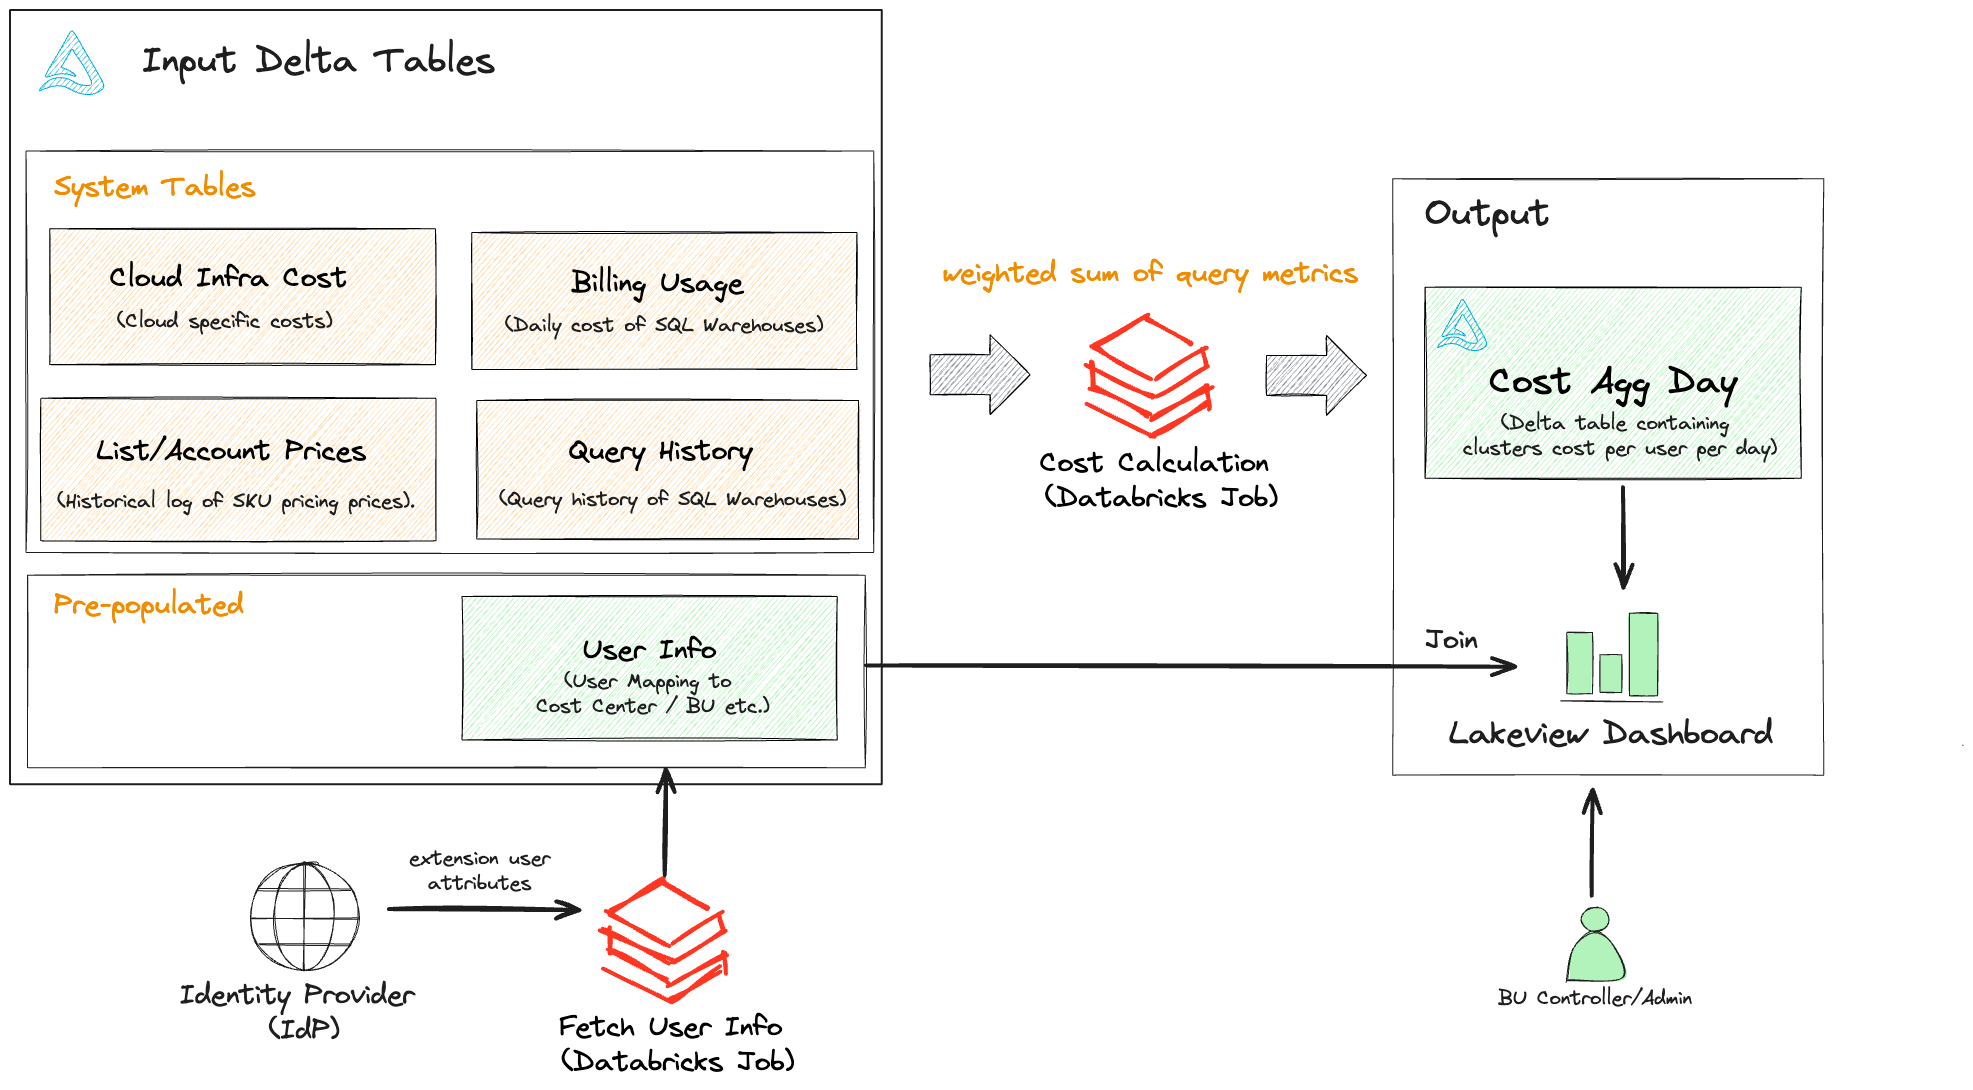 Input Delta Tables
System Tables
Cloud Infra Cost
(Cloud specific costs)
Billing Usage
(Daily cost of SQL Warehouses)
List/Account Prices
(Historical log of SKU pricing prices).
Query History
(Query history of SQL Warehouses)
Pre-populated
User Info
(User Mapping to
Cost Center / BU etc.)
extension user
attributes
Identity Provider
(IdP)
Fetch User Info
(Databricks Job)
weighted sum of query metrics
Cost Calculation
(Databricks Job)
Output
Cost Agg Day
(Delta table containing
clusters cost per user per day)
Join
Lakeview Dashboard
BU Controller/Admin